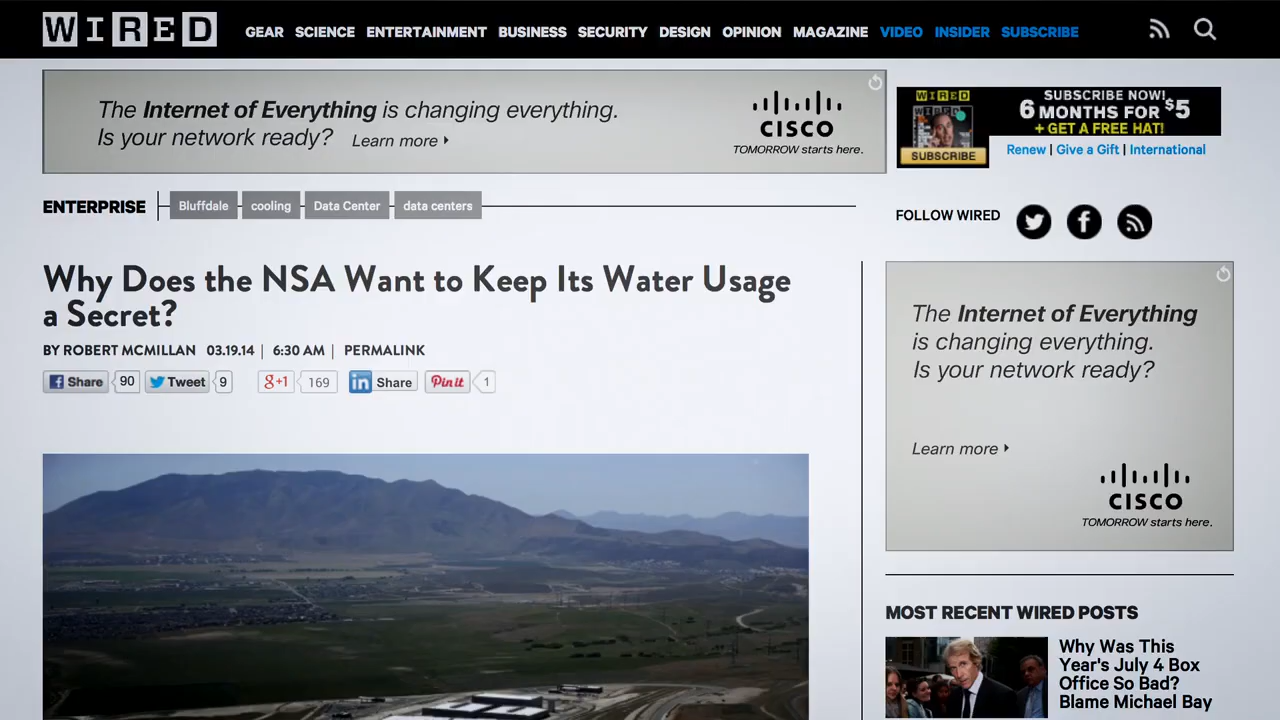 WIRED
GEAR SCIENCE ENTERTAINMENT BUSINESS SECURITY DESIGN OPINION MAGAZINE VIDEO INSIDER SUBSCRIBE
The Internet of Everything is changing everything.
Is your network ready? Learn more
CISCO
TOMORROW starts here.
WIRED
SUBSCRIBE
SUBSCRIBE NOW!
6 MONTHS FOR $5
+ GET A FREE HAT!
Renew | Give a Gift | International
ENTERPRISE Bluffdale cooling Data Center data centers
FOLLOW WIRED
Why Does the NSA Want to Keep Its Water Usage
a Secret?
BY ROBERT MCMILLAN 03.19.14 | 6:30 AM | PERMALINK
Share 90 Tweet 9 g+1 169 in Share Pin it 1
The Internet of Everything
is changing everything.
Is your network ready?
Learn more
CISCO
TOMORROW starts here.
MOST RECENT WIRED POSTS
Why Was This
Year's July 4 Box
Office So Bad?
Blame Michael Bay